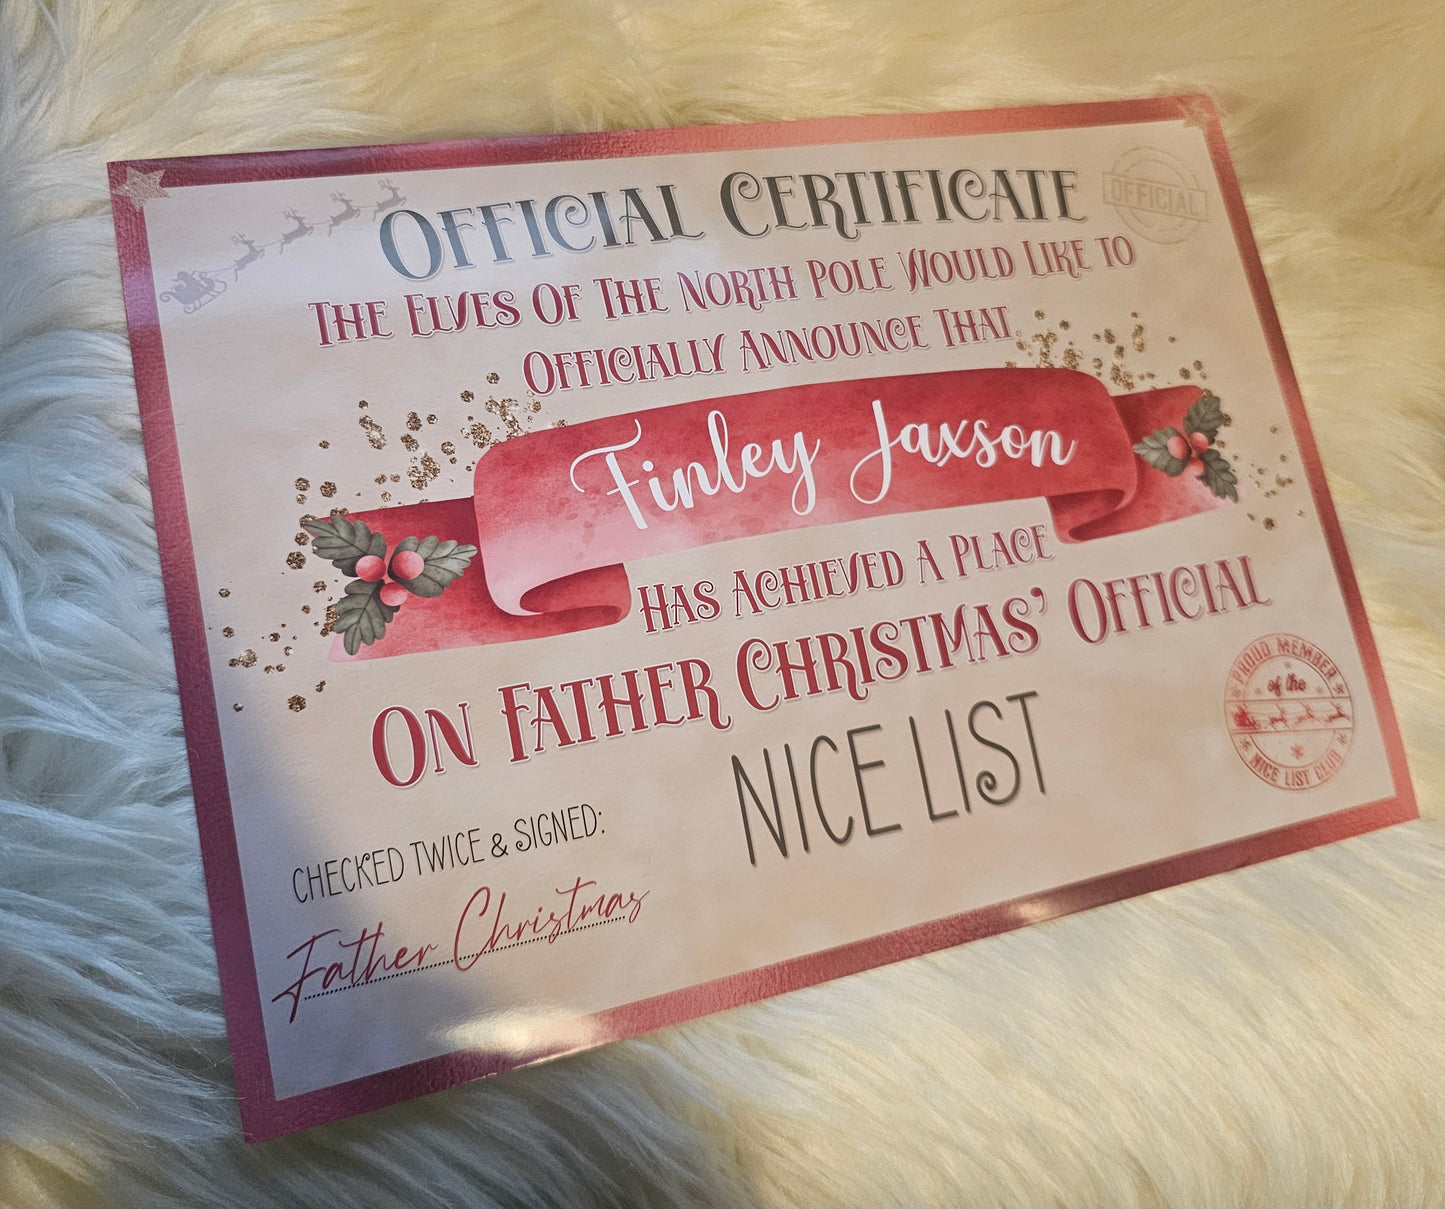 Official Certificate
OFFICIAL
The Elves Of The North Pole Would Like to
Officially Announce That
Finley Jaxson
Has Achieved A Place
On Father Christmas' Official
NICE LIST
PROUD MEMBER
of the
NICE LIST CLUB
CHECKED TWICE & SIGNED:
Father Christmas